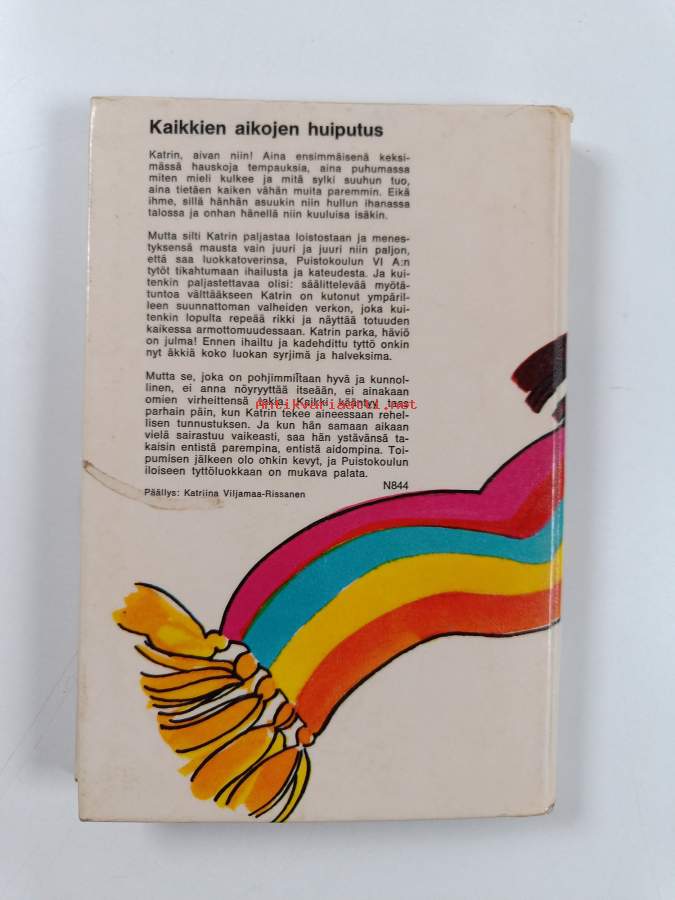 Kaikkien aikojen huiputus
Katrin, aivan niin! Aina ensimmäisenä keksi-
mässä hauskoja tempauksia, aina puhumassa
miten mieli kulkee ja mitä sylki suuhun tuo,
aina tietäen kaiken vähän muita paremmin. Eikä
ihme, sillä hänhän asuukin niin hullun ihanassa
talossa ja onhan hänellä niin kuuluisa isäkin.
Mutta silti Katrin paljastaa loistostaan ja menes-
tyksensä mausta vain juuri ja juuri niin paljon,
että saa luokkatoverinsa, Puistokoulun VI A:n
tytöt tikahtumaan ihailusta ja kateudesta. Ja kui-
tenkin paljastettavaa olisi: säälittelevää myötä-
tuntoa välttääkseen Katrin on kutonut ympäril-
leen suunnattoman valheiden verkon, joka kui-
tenkin lopulta repeää rikki ja näyttää totuuden
kaikessa armottomuudessaan. Katrin parka, häviö
on julma! Ennen ihailtu ja kadehdittu tyttö onkin
nyt äkkiä koko luokan syrjimä ja halveksima.
Mutta se, joka on pohjimmiltaan hyvä ja kunnol-
linen, ei anna nöyryyttää itseään, ei ainakaan
omien virheittensä takia. Kaikki kääntyy taas
parhain päin, kun Katrin tekee aineessaan rehel-
lisen tunnustuksen. Ja kun hän samaan aikaan
vielä sairastuu vaikeasti, saa hän ystävänsä ta-
kaisin entistä parempina, entistä aidompina. Toi-
pumisen jälkeen olo onkin kevyt, ja Puistokoulun
iloiseen tyttöluokkaan on mukava palata.
N844
Päällys: Katriina Viljamaa-Rissanen
Antikvariaatti.net